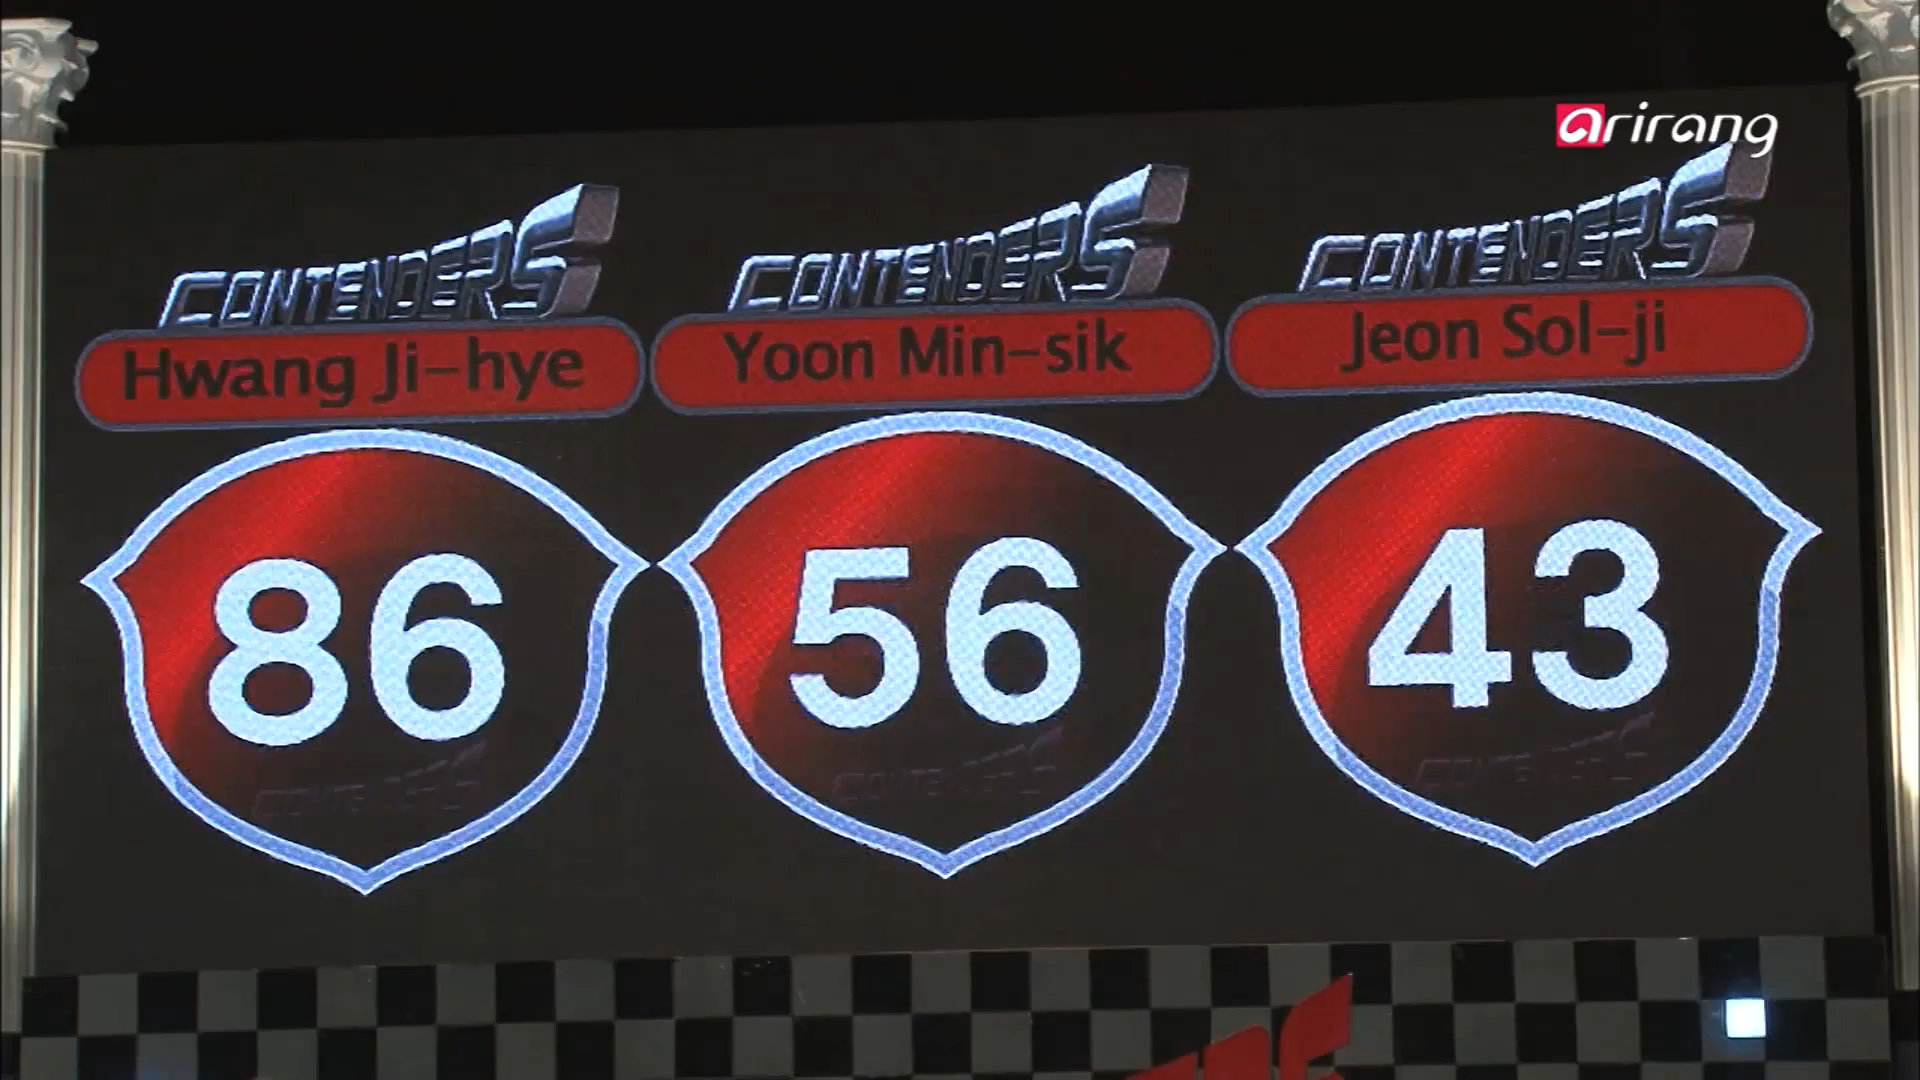 arirang
CONTENDERS CONTENDERS CONTENDERS
Hwang Ji-hye Yoon Min-sik Jeon Sol-ji
86 56 43